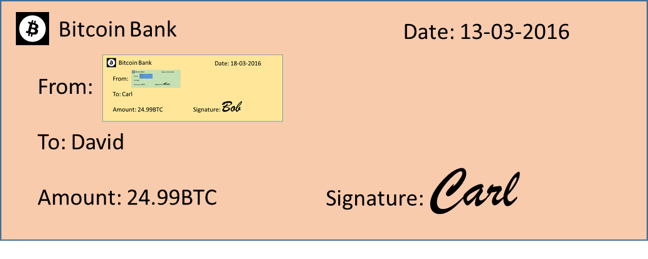 Bitcoin Bank
Date: 13-03-2016
From:
Bitcoin Bank
Date: 18-03-2016
From:
To: Carl
Amount: 24.99BTC
Signature: Bob
To: David
Amount: 24.99BTC
Signature: Carl